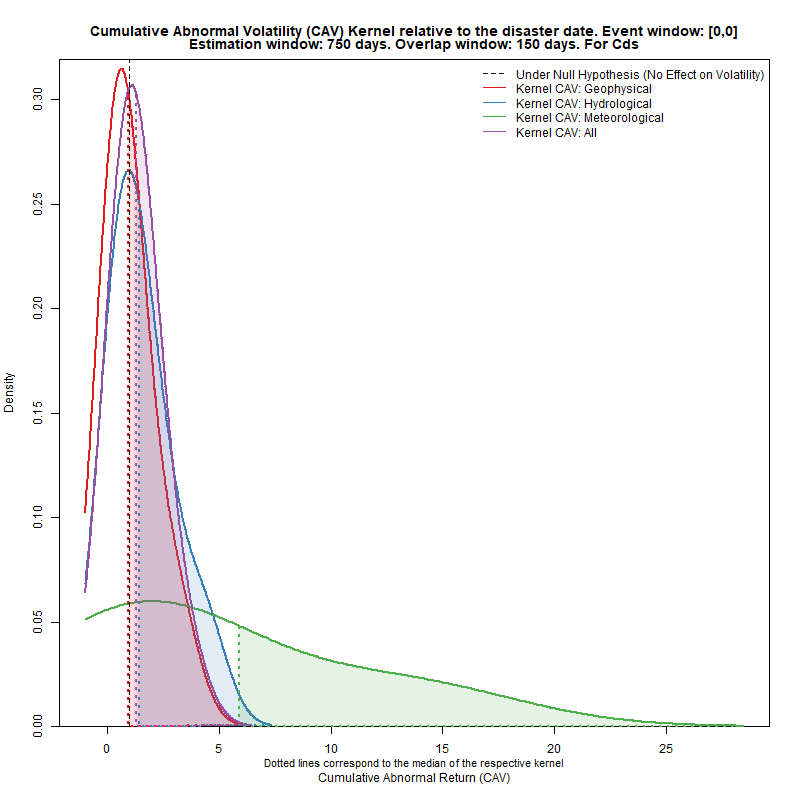 Cumulative Abnormal Volatility (CAV) Kernel relative to the disaster date. Event window: [0,0]
Estimation window: 750 days. Overlap window: 150 days. For Cds
Under Null Hypothesis (No Effect on Volatility)
Kernel CAV: Geophysical
Kernel CAV: Hydrological
Kernel CAV: Meteorological
Kernel CAV: All
0.30
0.25
0.20
0.15
0.10
0.05
0.00
Density
0 5 10 15 20 25
Dotted lines correspond to the median of the respective kernel
Cumulative Abnormal Return (CAV)